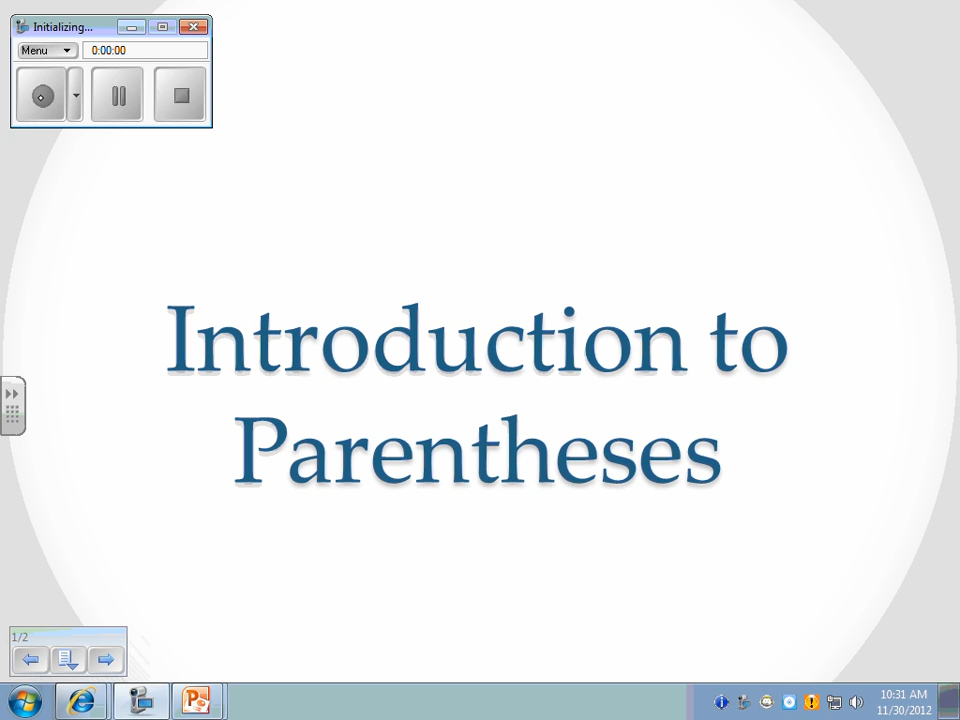 Initializing...
Menu
0:00:00
Introduction to
Parentheses
1/2
10:31 AM
11/30/2012